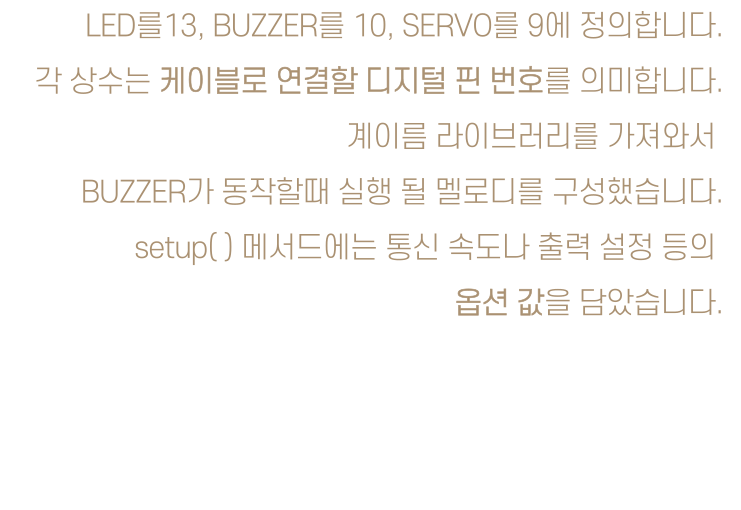 LED를13, BUZZER를 10, SERVO를 9에 정의합니다.
각 상수는 케이블로 연결할 디지털 핀 번호를 의미합니다.
계이름 라이브러리를 가져와서
BUZZER가 동작할때 실행 될 멜로디를 구성했습니다.
setup( ) 메서드에는 통신 속도나 출력 설정 등의
옵션 값을 담았습니다.